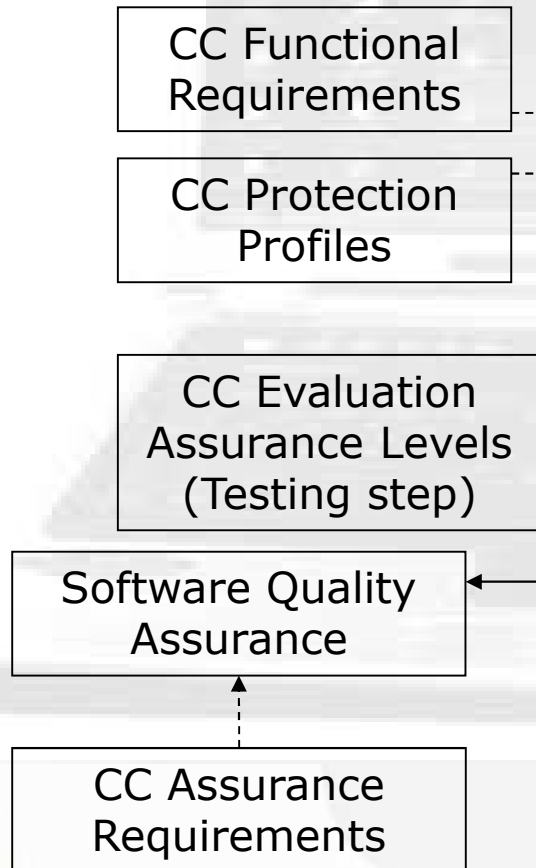 CC Functional
Requirements
CC Protection
Profiles
CC Evaluation
Assurance Levels
(Testing step)
Software Quality
Assurance
CC Assurance
Requirements